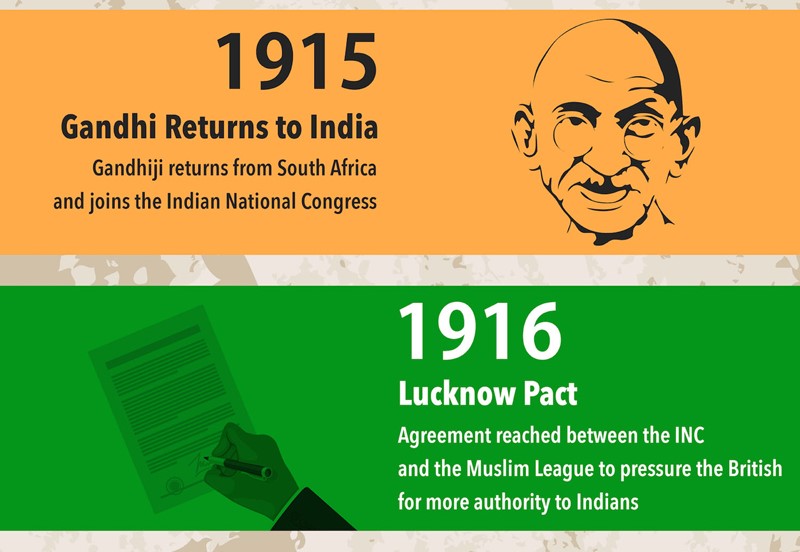 1915
Gandhi Returns to India
Gandhiji returns from South Africa
and joins the Indian National Congress
1916
Lucknow Pact
Agreement reached between the INC
and the Muslim League to pressure the British
for more authority to Indians